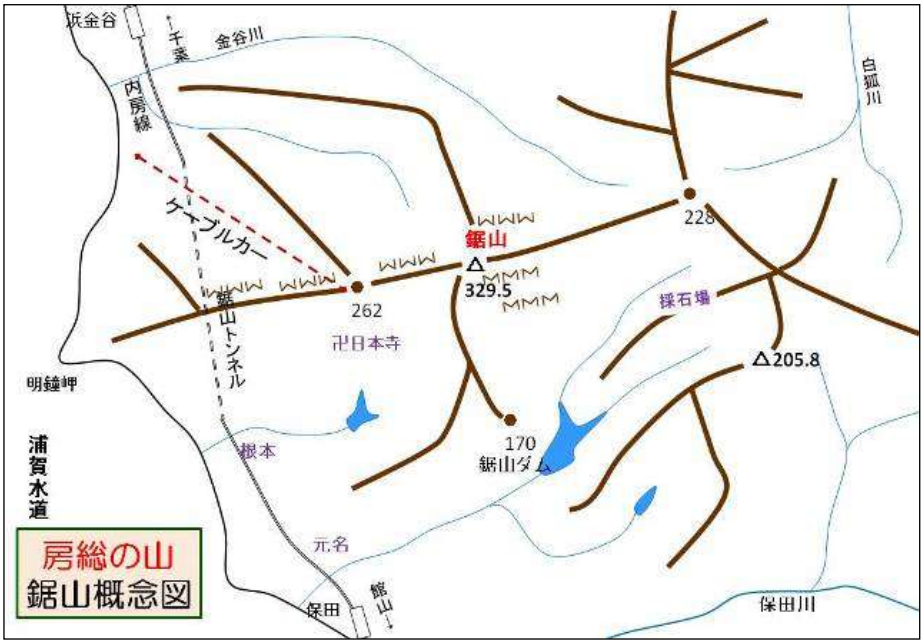 浜金谷
←千葉
金谷川
内房線
白狐川
ケーブルカー
228
鋸山
329.5
262
採石場
鋸山トンネル
卍日本寺
明鐘岬
205.8
170
鋸山ダム
根本
浦賀水道
元名
房総の山
鋸山概念図
保田
館山→
保田川